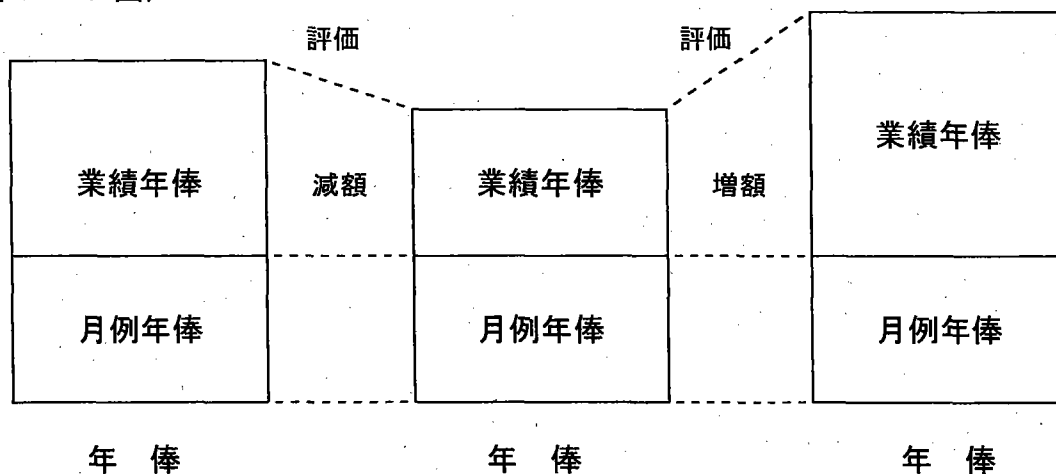 評価 評価
業績年俸 減額 業績年俸 増額 業績年俸
月例年俸 月例年俸 月例年俸
年 俸 年 俸 年 俸